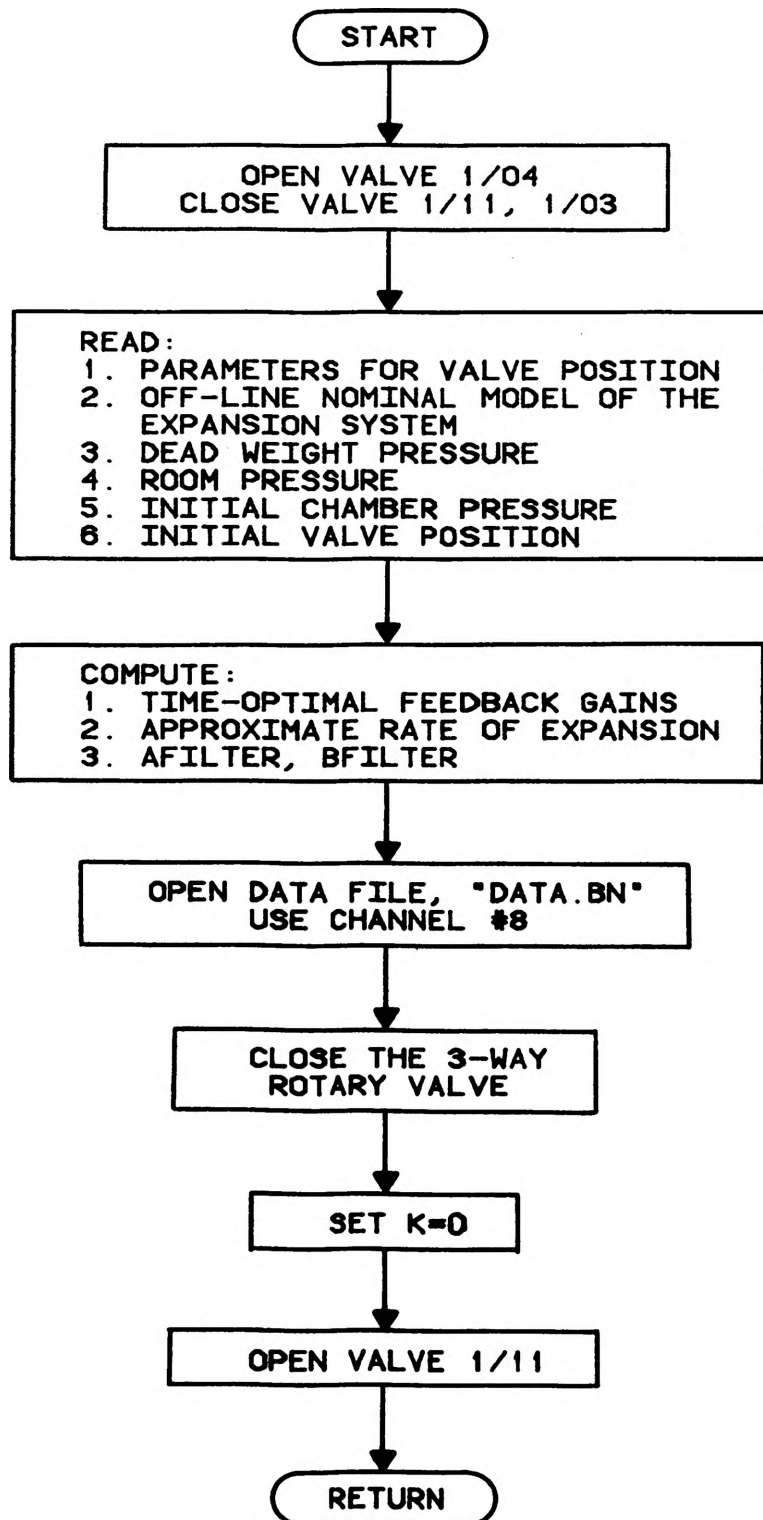 START
OPEN VALVE 1/04
CLOSE VALVE 1/11, 1/03
READ:
1. PARAMETERS FOR VALVE POSITION
2. OFF-LINE NOMINAL MODEL OF THE
EXPANSION SYSTEM
3. DEAD WEIGHT PRESSURE
4. ROOM PRESSURE
5. INITIAL CHAMBER PRESSURE
6. INITIAL VALVE POSITION
COMPUTE:
1. TIME-OPTIMAL FEEDBACK GAINS
2. APPROXIMATE RATE OF EXPANSION
3. AFILTER, BFILTER
OPEN DATA FILE, "DATA.BN"
USE CHANNEL #8
CLOSE THE 3-WAY
ROTARY VALVE
SET K=0
OPEN VALVE 1/11
RETURN